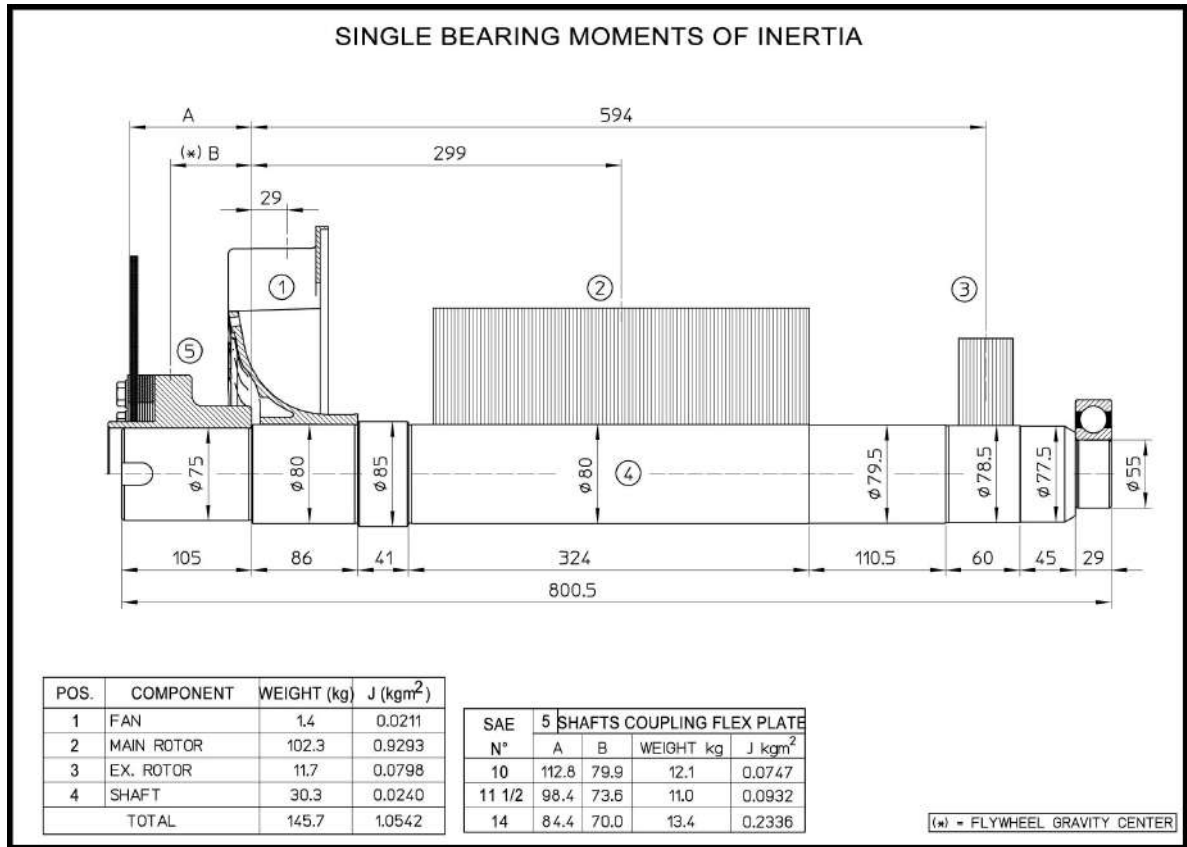 SINGLE BEARING MOMENTS OF INERTIA
A
594
(*) B
299
29
1
2
3
5
4
ø75
ø80
ø85
ø80
ø79.5
ø78.5
ø77.5
ø55
105 86 41 324 110.5 60 45 29
800.5
POS. COMPONENT WEIGHT (kg) J (kgm²)
1 FAN 1.4 0.0211
2 MAIN ROTOR 102.3 0.9293
3 EX. ROTOR 11.7 0.0798
4 SHAFT 30.3 0.0240
TOTAL 145.7 1.0542
SAE N° 5 SHAFTS COUPLING FLEX PLATE
A B WEIGHT kg J kgm²
10 112.8 79.9 12.1 0.0747
11 1/2 98.4 73.6 11.0 0.0932
14 84.4 70.0 13.4 0.2336
(*) = FLYWHEEL GRAVITY CENTER